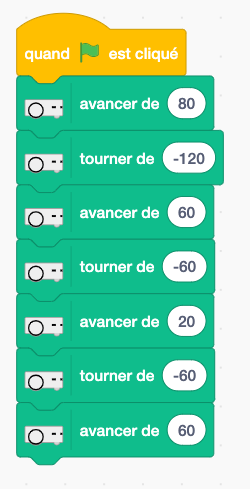 quand est cliqué
avancer de 80
tourner de -120
avancer de 60
tourner de -60
avancer de 20
tourner de -60
avancer de 60